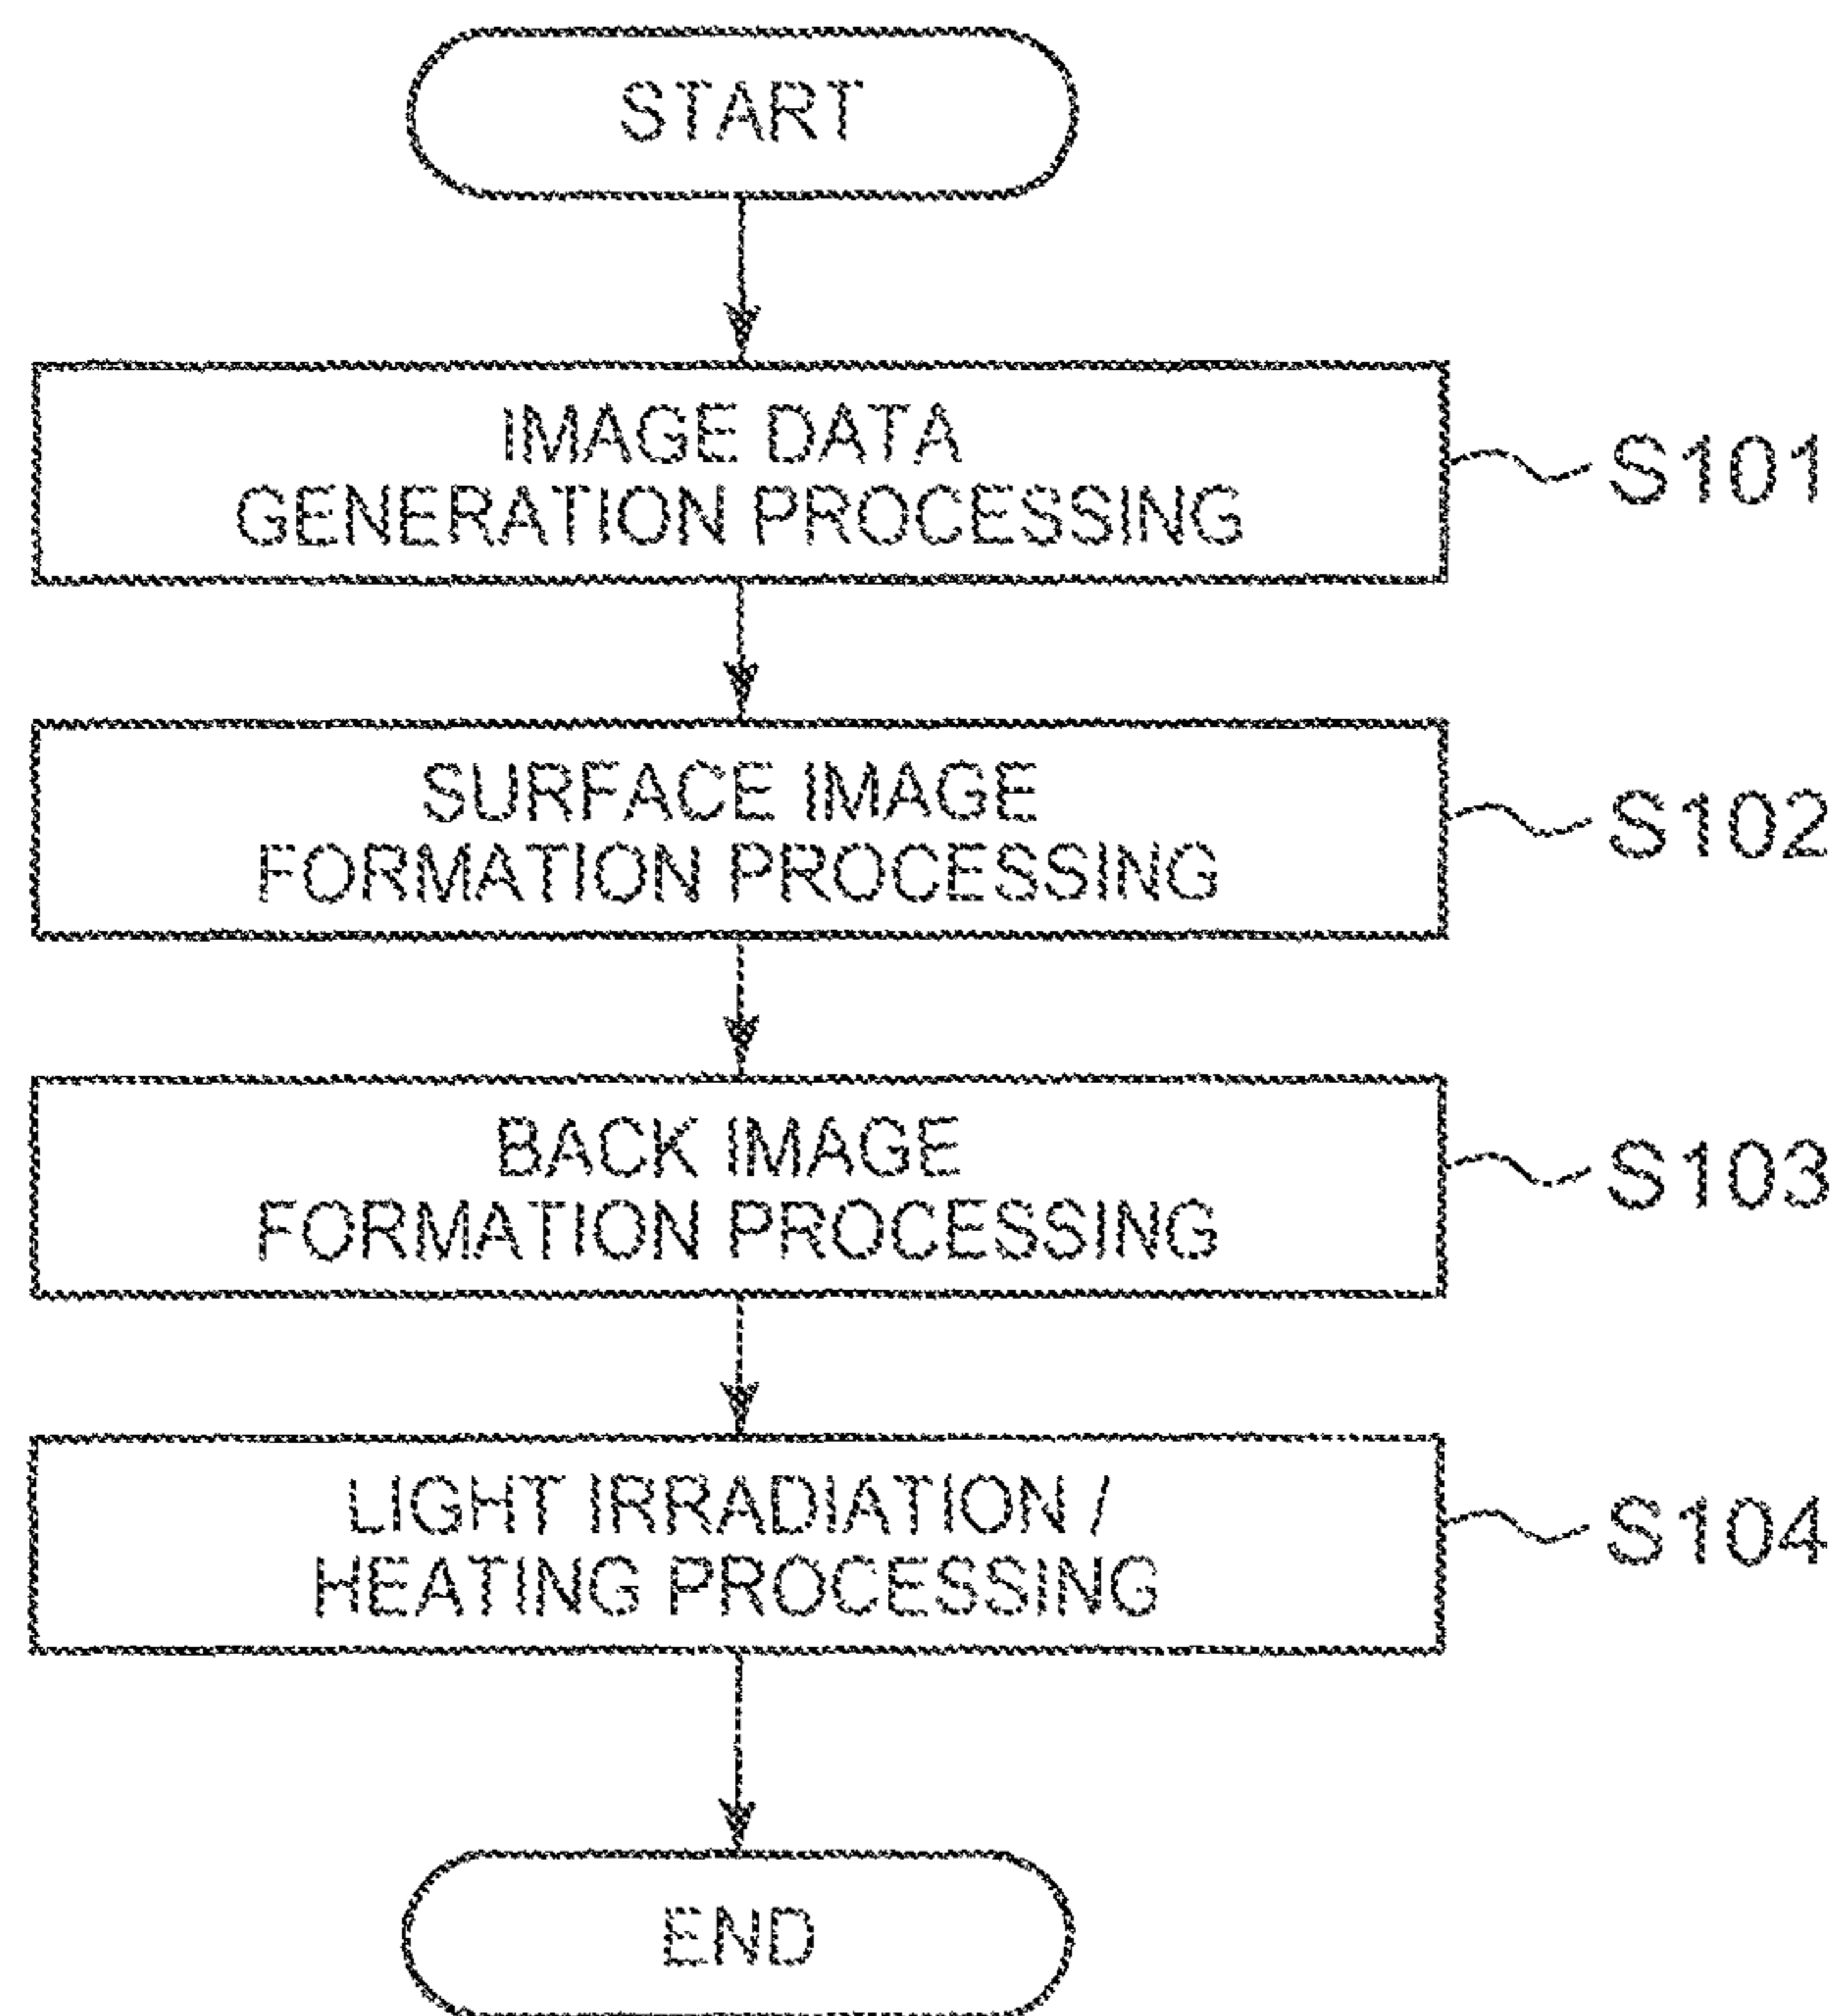 START
IMAGE DATA
GENERATION PROCESSING
S101
SURFACE IMAGE
FORMATION PROCESSING
S102
BACK IMAGE
FORMATION PROCESSING
S103
LIGHT IRRADIATION /
HEATING PROCESSING
S104
END